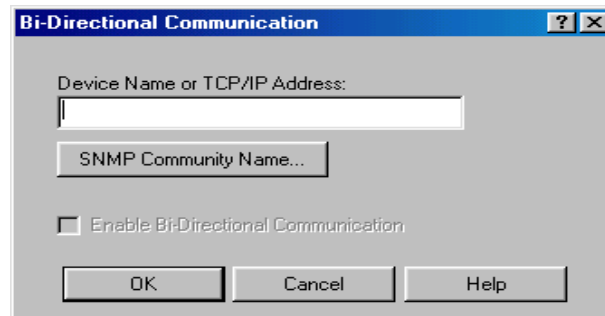 Bi-Directional Communication
Device Name or TCP/IP Address:
SNMP Community Name...
Enable Bi-Directional Communication
OK Cancel Help